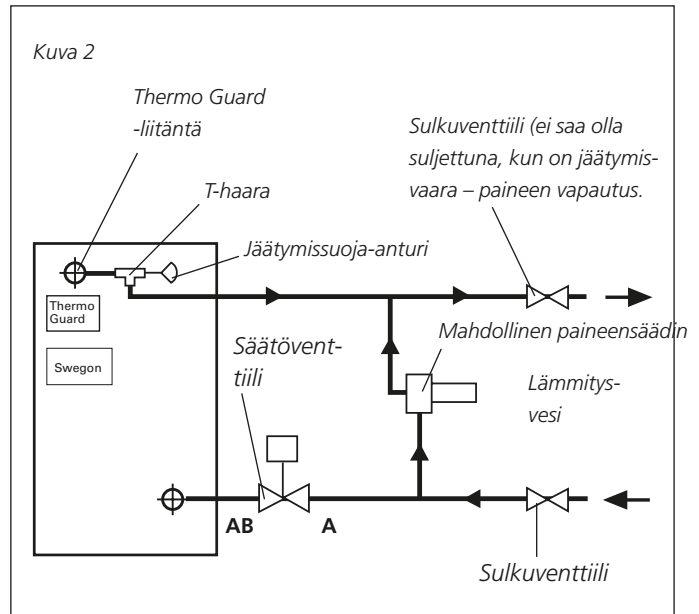 Kuva 2
Thermo Guard
-liitäntä
T-haara
Jäätymissuoja-anturi
Sulkuventtiili (ei saa olla
suljettuna, kun on jäätymis-
vaara – paineen vapautus.
Thermo
Guard
Swegon
Säätövent-
tiili
Mahdollinen paineensäädin
Lämmitys-
vesi
AB
A
Sulkuventtiili